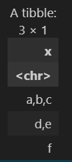 A tibble:
3 × 1
x
<chr>
a,b,c
d,e
f